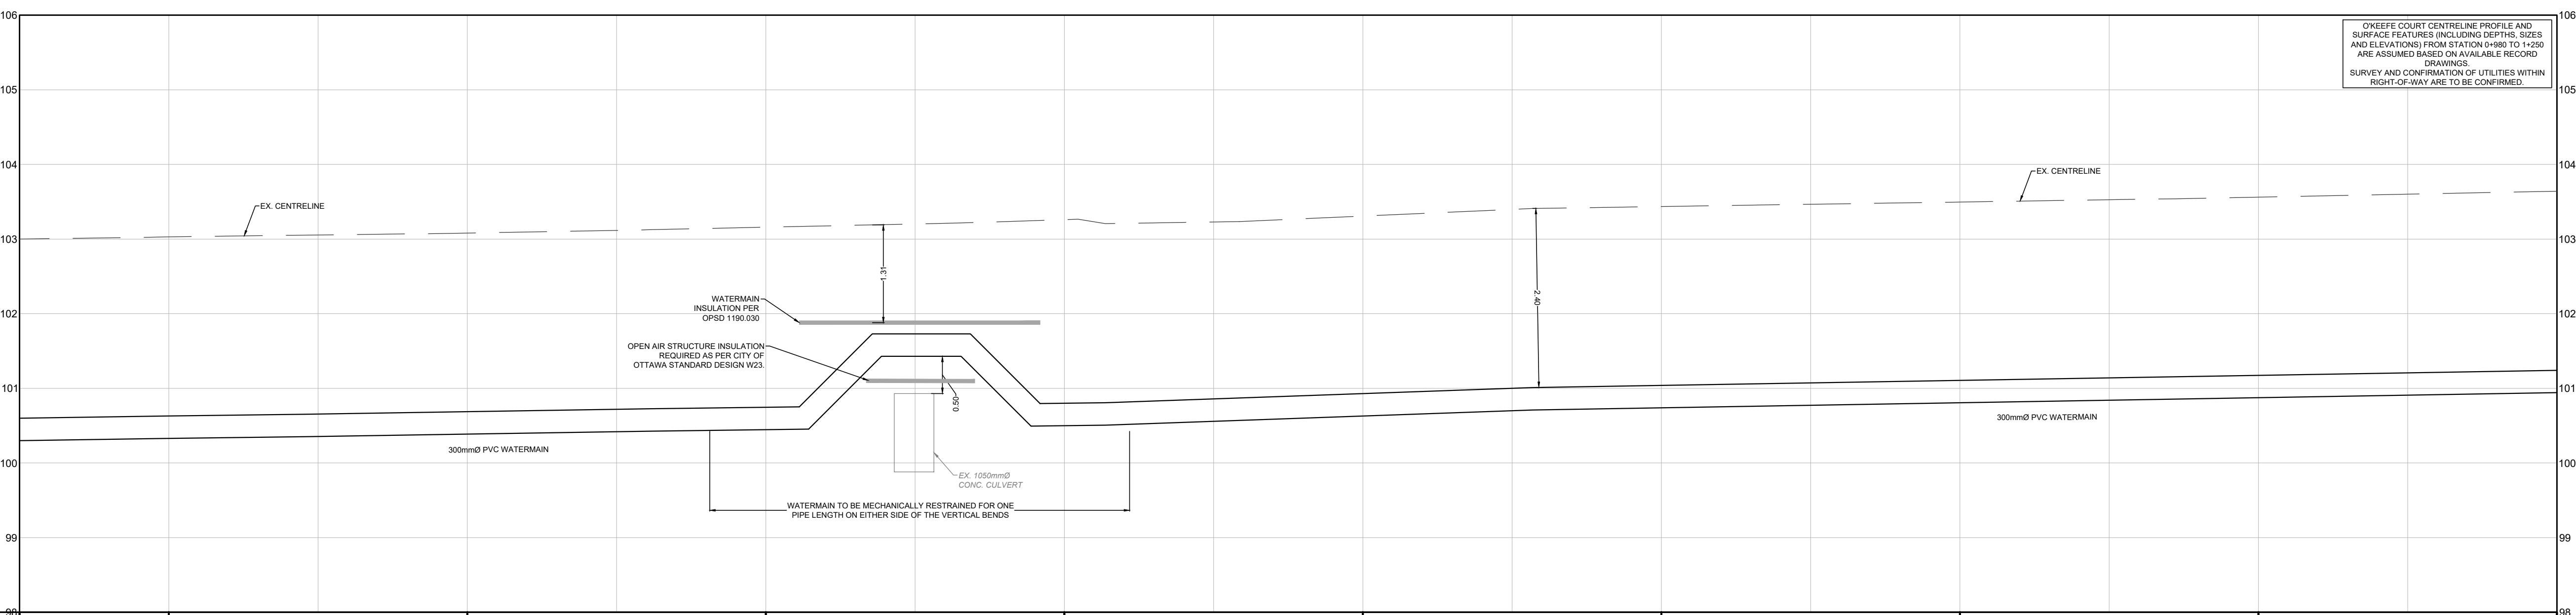 106
106
O'KEEFE COURT CENTRELINE PROFILE AND
SURFACE FEATURES (INCLUDING DEPTHS, SIZES
AND ELEVATIONS) FROM STATION 0+980 TO 1+250
ARE ASSUMED BASED ON AVAILABLE RECORD
DRAWINGS.
SURVEY AND CONFIRMATION OF UTILITIES WITHIN
RIGHT-OF-WAY ARE TO BE CONFIRMED.
105
105
104
104
EX. CENTRELINE
EX. CENTRELINE
103
103
1.31
2.40
WATERMAIN
INSULATION PER
OPSD 1190.030
102
102
OPEN AIR STRUCTURE INSULATION
REQUIRED AS PER CITY OF
OTTAWA STANDARD DESIGN W23.
101
101
0.50
300mmØ PVC WATERMAIN
300mmØ PVC WATERMAIN
100
100
EX. 1050mmØ
CONC. CULVERT
WATERMAIN TO BE MECHANICALLY RESTRAINED FOR ONE
PIPE LENGTH ON EITHER SIDE OF THE VERTICAL BENDS
99
99
98
98